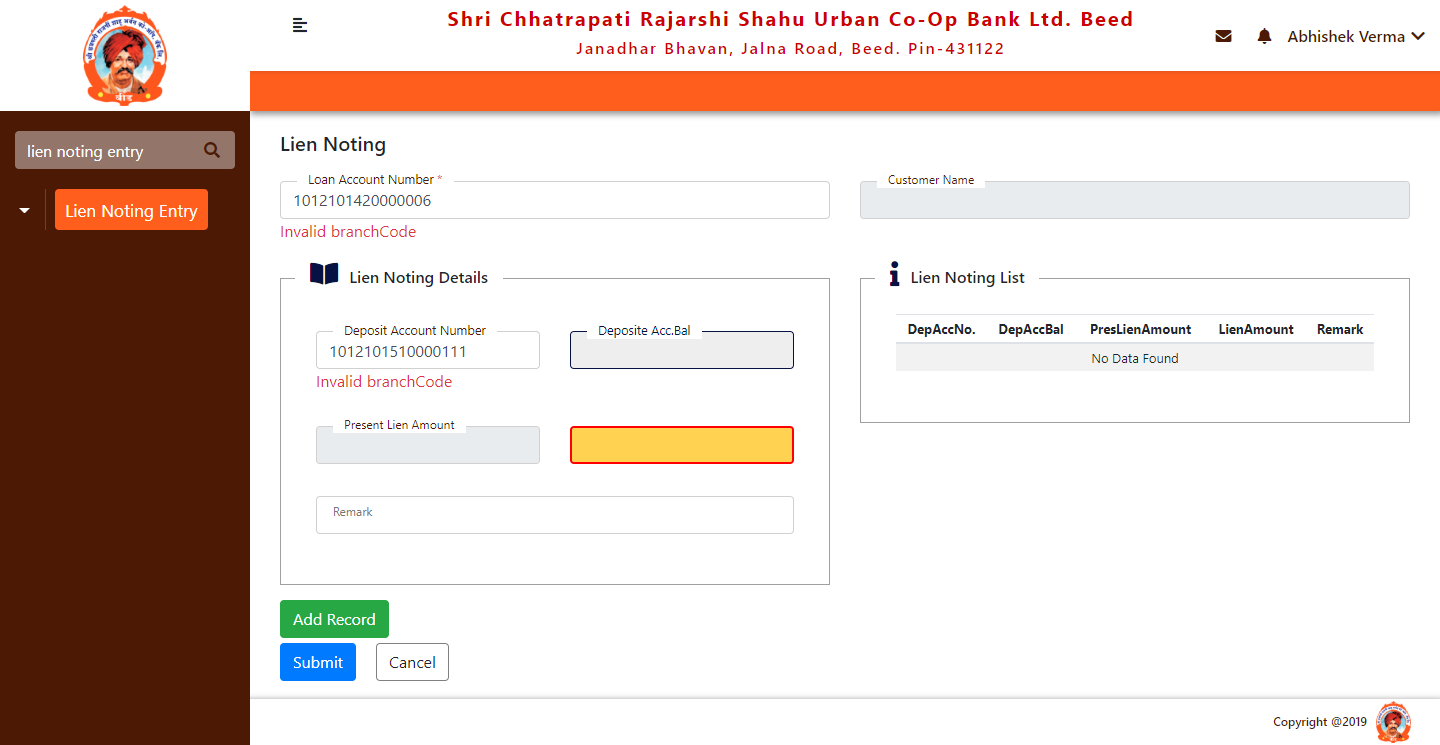 Shri Chhatrapati Rajarshi Shahu Urban Co-Op Bank Ltd. Beed
Janadhar Bhavan, Jalna Road, Beed. Pin-431122
Abhishek Verma
बीड
lien noting entry
Lien Noting Entry
Lien Noting
Loan Account Number *
1012101420000006
Invalid branchCode
Customer Name
Lien Noting Details
Deposit Account Number
1012101510000111
Invalid branchCode
Deposite Acc.Bal
Present Lien Amount
Remark
Lien Noting List
DepAccNo. DepAccBal PresLienAmount LienAmount Remark
No Data Found
Add Record
Submit Cancel
Copyright @2019